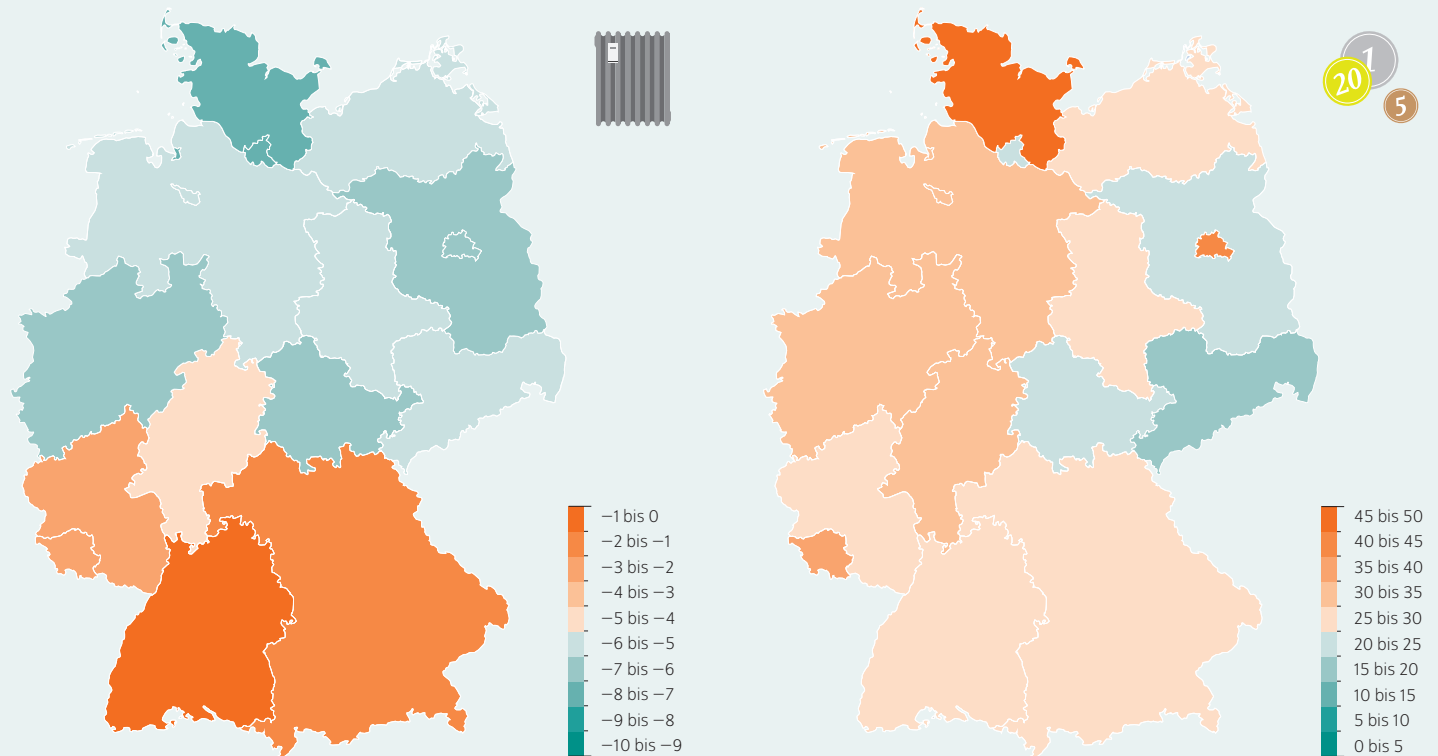 1
20
5
−1 bis 0
−2 bis −1
−3 bis −2
−4 bis −3
−5 bis −4
−6 bis −5
−7 bis −6
−8 bis −7
−9 bis −8
−10 bis −9
45 bis 50
40 bis 45
35 bis 40
30 bis 35
25 bis 30
20 bis 25
15 bis 20
10 bis 15
5 bis 10
0 bis 5